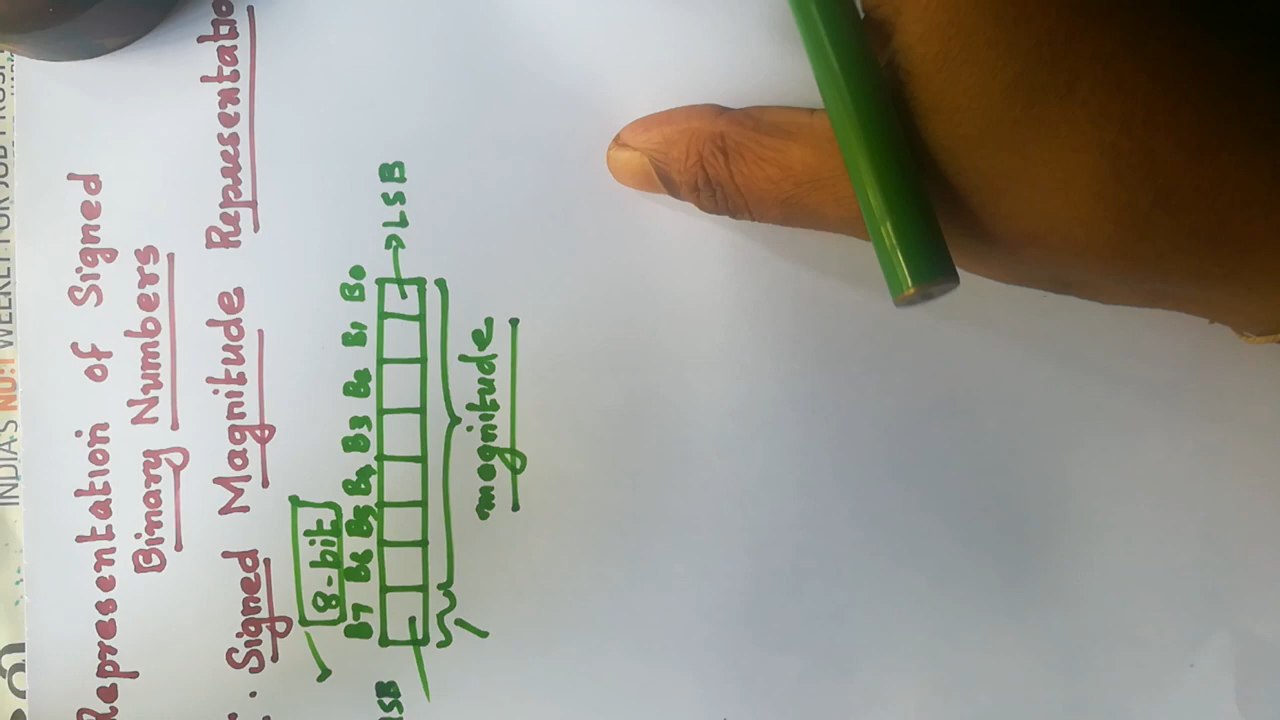 INDIA'S NO:1 WEEKLY FOR JOB
Representation of Signed
Binary Numbers
Signed Magnitude Repausentatio
8-bit
B7 B6 B5 B4 B3 B2 B1 B0
→LSB
magnitude